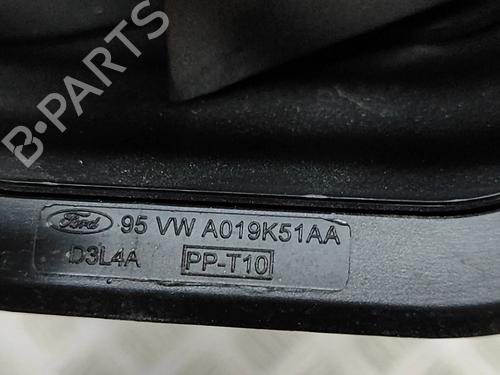 B-PARTS
Ford 95 VW A019K51AA
D3L4A PP-T10